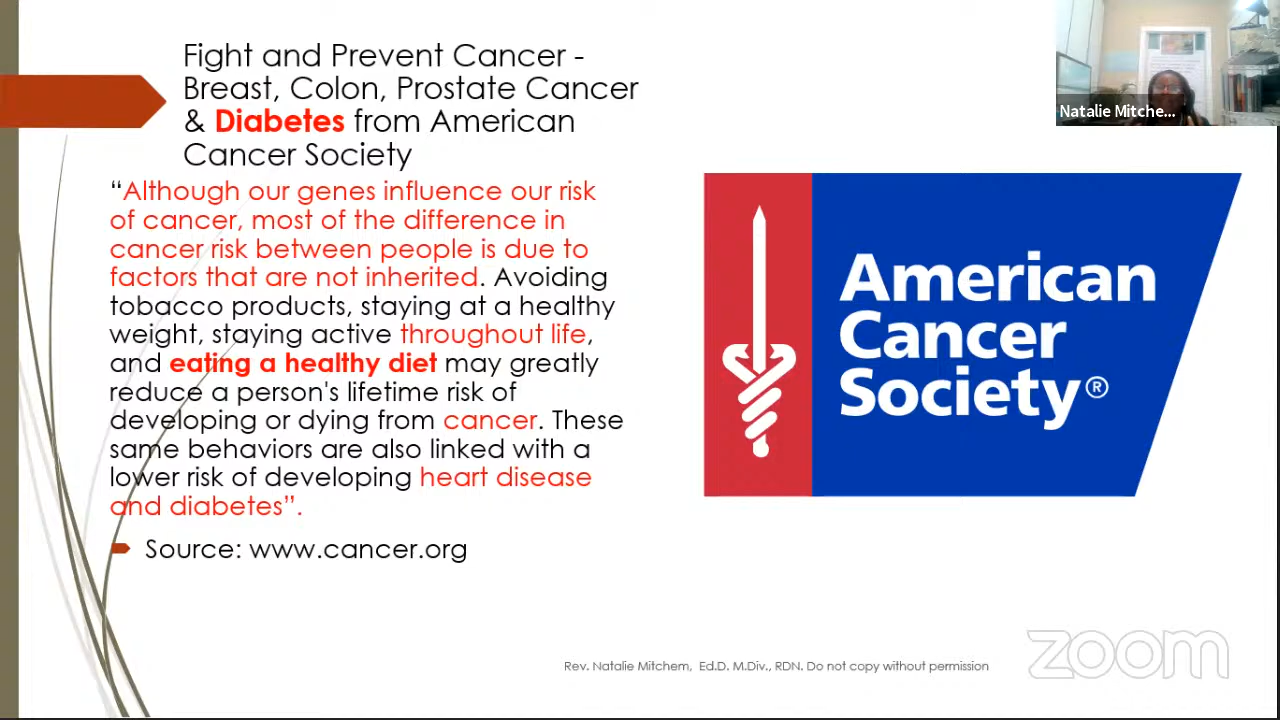 Fight and Prevent Cancer -
Breast, Colon, Prostate Cancer
& Diabetes from American
Cancer Society
“Although our genes influence our risk
of cancer, most of the difference in
cancer risk between people is due to
factors that are not inherited. Avoiding
tobacco products, staying at a healthy
weight, staying active throughout life,
and eating a healthy diet may greatly
reduce a person's lifetime risk of
developing or dying from cancer. These
same behaviors are also linked with a
lower risk of developing heart disease
and diabetes”.
Source: www.cancer.org
Natalie Mitche...
American
Cancer
Society®
Rev. Natalie Mitchem, Ed.D. M.Div., RDN. Do not copy without permission
zoom